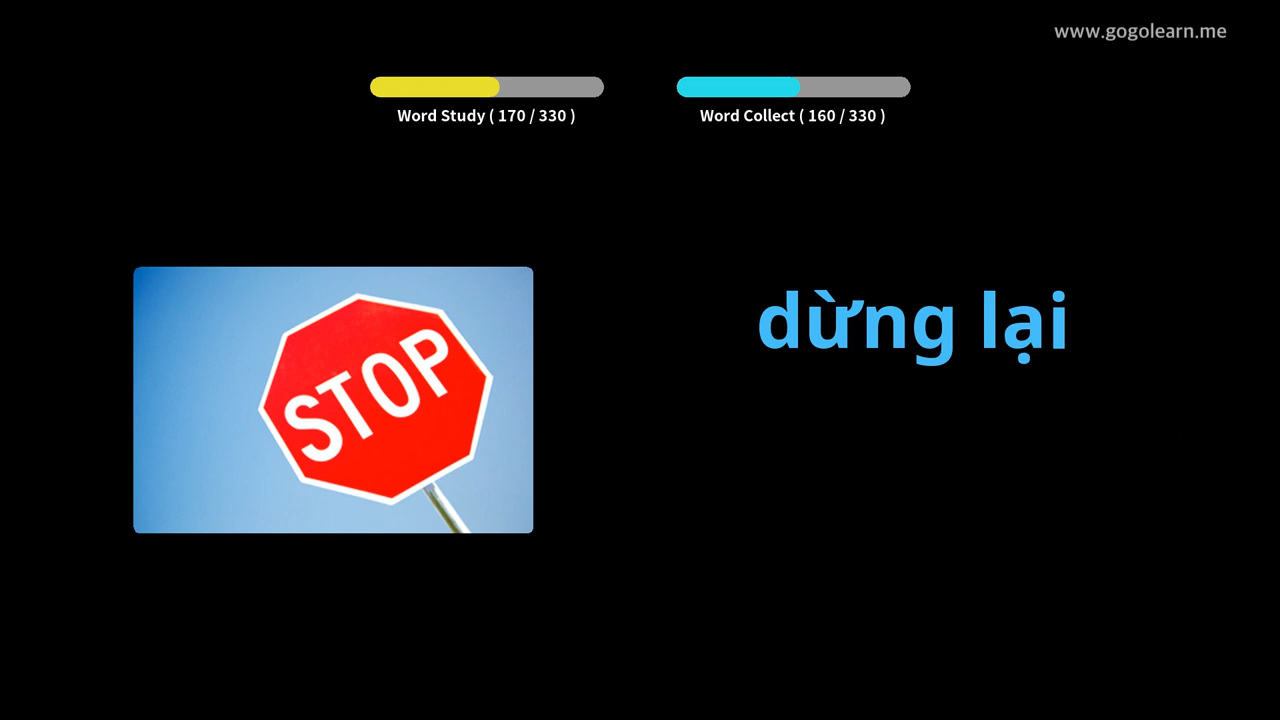 www.gogolearn.me
Word Study ( 170 / 330 )
Word Collect ( 160 / 330 )
STOP
dừng lại